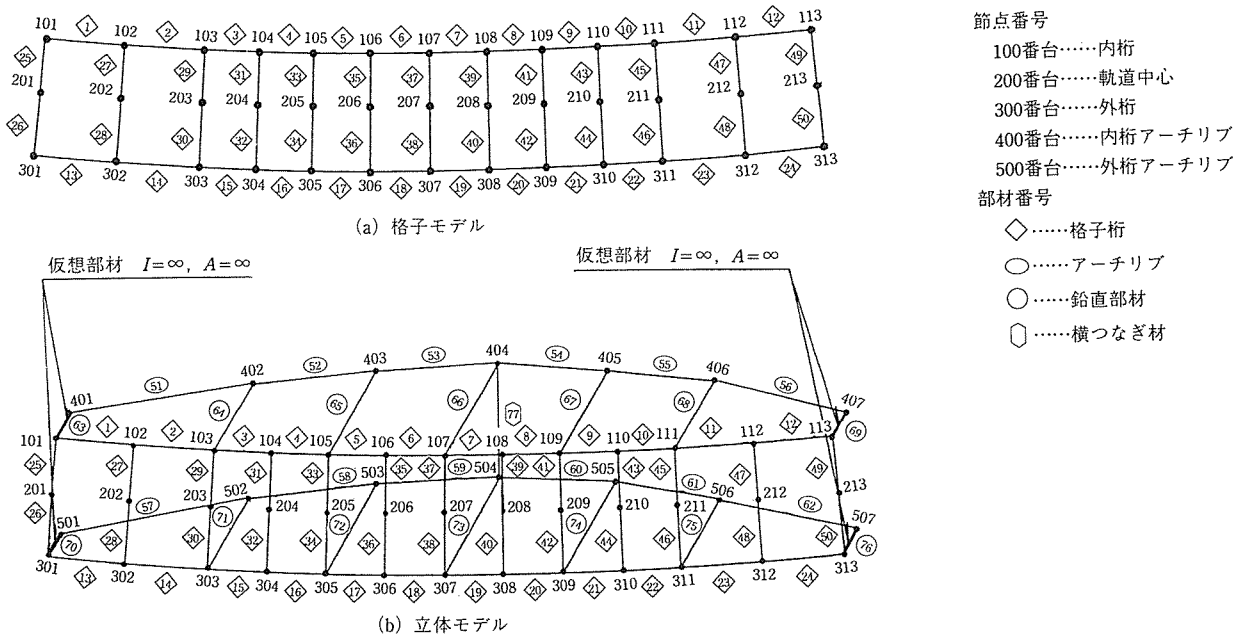 101 1 2 102 103 3 104 4 105 5 106 6 107 7 108 8 109 9 110 10 111 11 112 12 113
25 27 29 31 33 35 37 39 41 43 45 47 49
201 202 203 204 205 206 207 208 209 210 211 212 213
26 28 30 32 34 36 38 40 42 44 46 48 50
301 13 302 14 303 15 304 16 305 17 306 18 307 19 308 20 309 21 310 22 311 23 312 24 313
(a) 格子モデル
節点番号
100番台……内桁
200番台……軌道中心
300番台……外桁
400番台……内桁アーチリブ
500番台……外桁アーチリブ
部材番号
……格子桁
……アーチリブ
……鉛直部材
……横つなぎ材
仮想部材 I=∞, A=∞
仮想部材 I=∞, A=∞
401 51 402 52 403 53 404 54 405 55 406 56 407
63 64 65 66 77 67 68 69
101 1 102 2 103 3 104 4 105 5 106 6 107 7 108 8 109 9 110 10 111 11 112 12 113
25 27 29 31 33 35 37 39 41 43 45 47 49
501 57 502 58 503 59 504 60 505 61 506 62 507
201 202 203 204 205 206 207 208 209 210 211 212 213
70 71 72 73 74 75 76
26 28 30 32 34 36 38 40 42 44 46 48 50
301 13 302 14 303 15 304 16 305 17 306 18 307 19 308 20 309 21 310 22 311 23 312 24 313
(b) 立体モデル